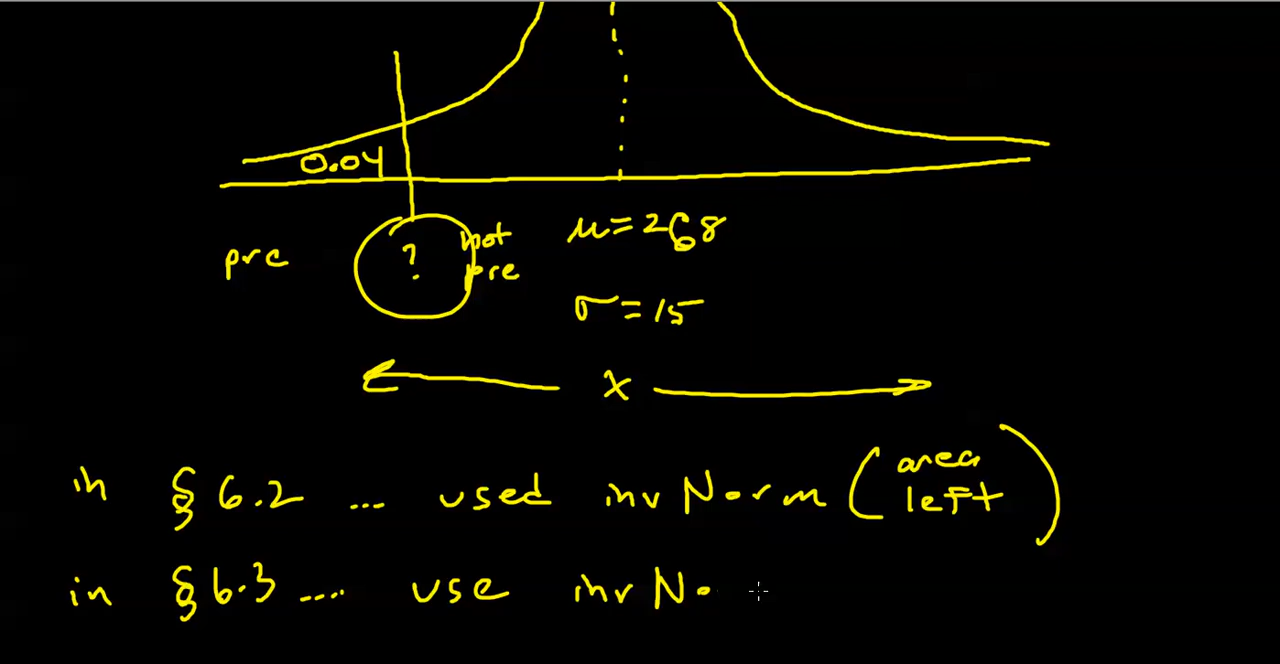 0.04
pre ? not pre μ=268
σ=15
x
in § 6.2 ... used invNorm (area left)
in § 6.3 .... use invNo